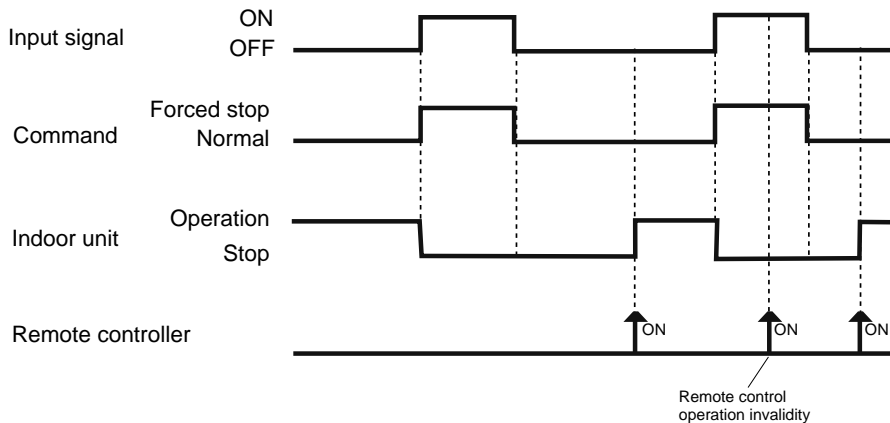 ON
Input signal
OFF
Forced stop
Command
Normal
Operation
Indoor unit
Stop
Remote controller
ON
ON
ON
Remote control
operation invalidity